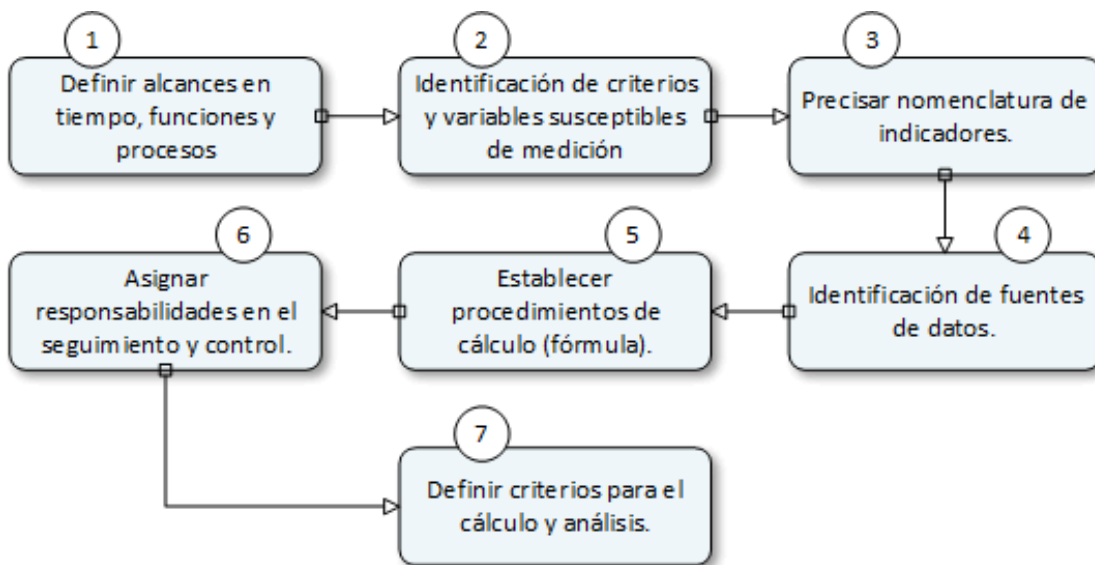 1
Definir alcances en
tiempo, funciones y
procesos
2
Identificación de criterios
y variables susceptibles
de medición
3
Precisar nomenclatura de
indicadores.
4
Identificación de fuentes
de datos.
5
Establecer
procedimientos de
cálculo (fórmula).
6
Asignar
responsabilidades en el
seguimiento y control.
7
Definir criterios para el
cálculo y análisis.